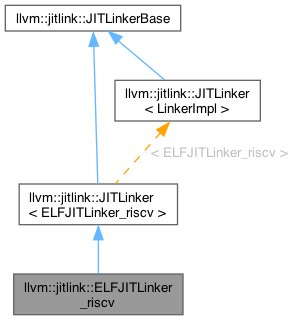 llvm::jitlink::JITLinkerBase
llvm::jitlink::JITLinker
< LinkerImpl >
< ELFJITLinker_riscv >
llvm::jitlink::JITLinker
< ELFJITLinker_riscv >
llvm::jitlink::ELFJITLinker
_riscv